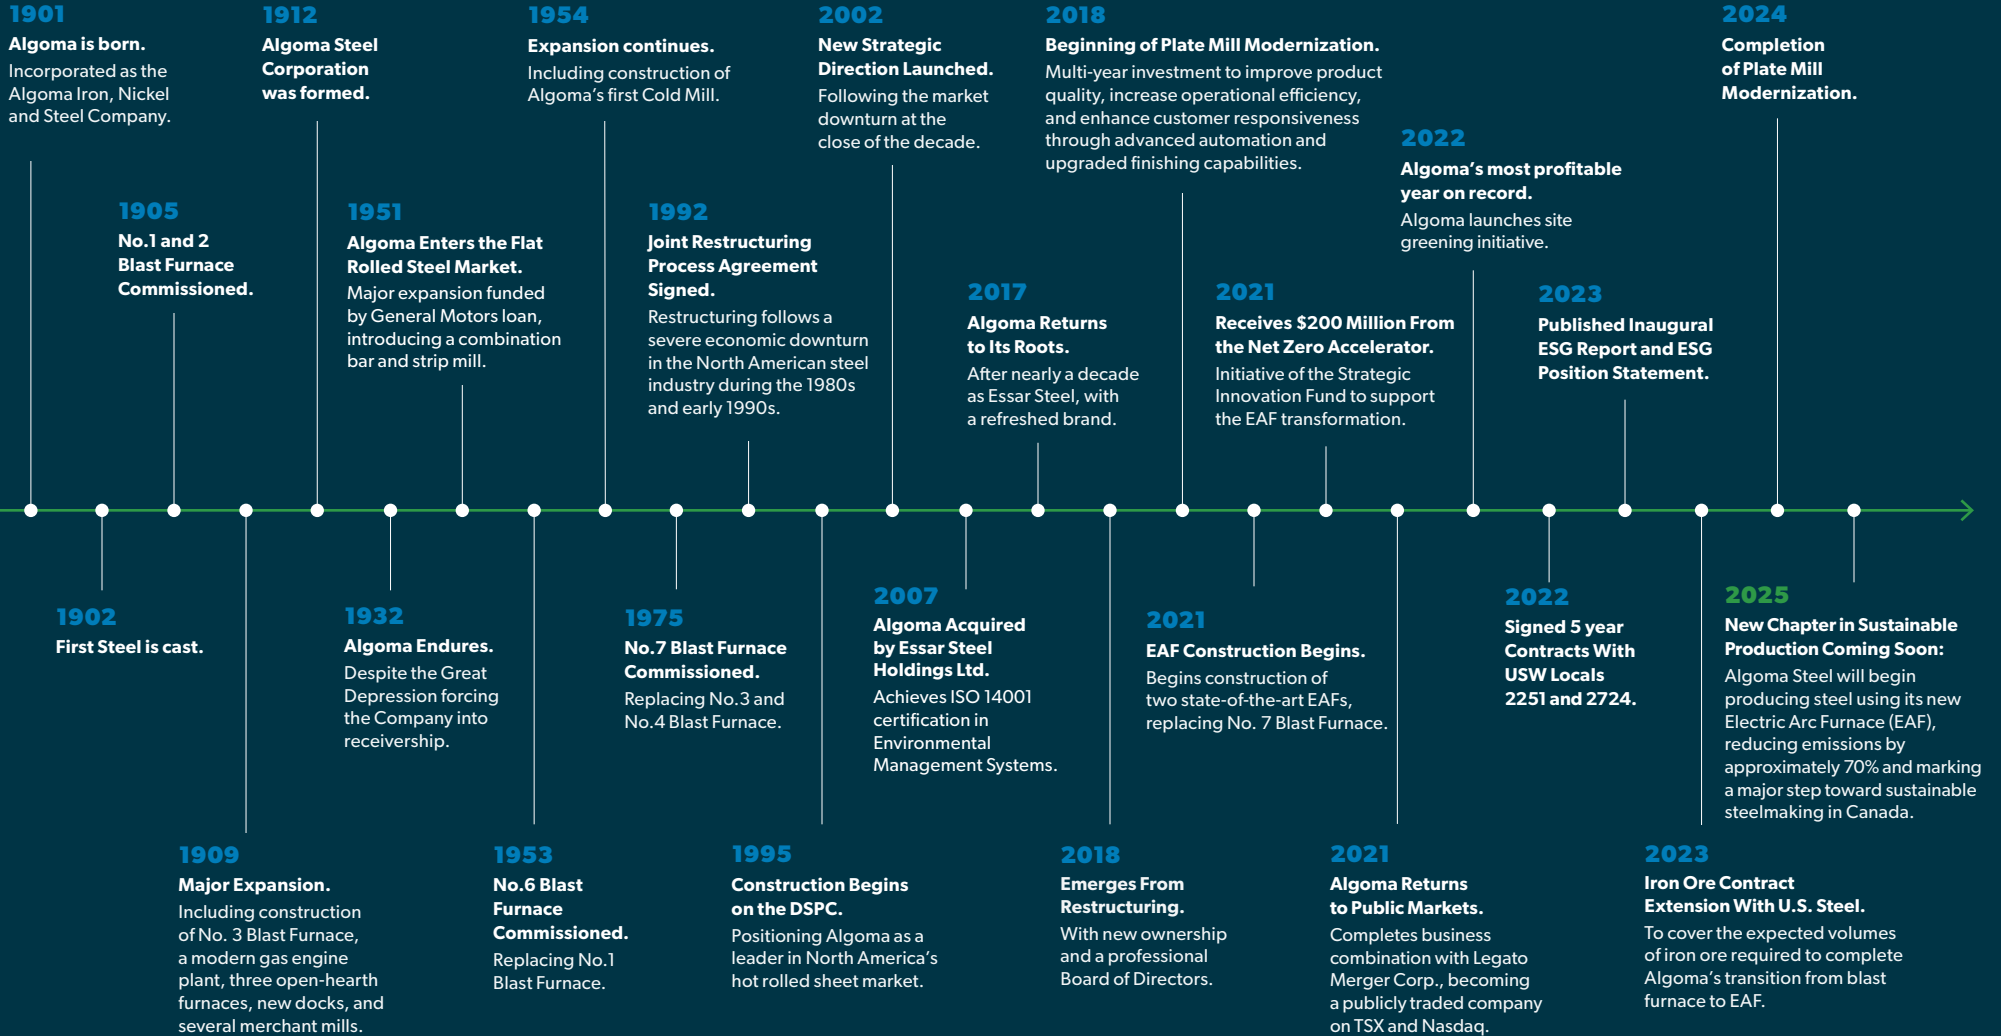 1901
Algoma is born.
Incorporated as the
Algoma Iron, Nickel
and Steel Company.
1902
First Steel is cast.
1905
No.1 and 2
Blast Furnace
Commissioned.
1909
Major Expansion.
Including construction
of No. 3 Blast Furnace,
a modern gas engine
plant, three open-hearth
furnaces, new docks, and
several merchant mills.
1912
Algoma Steel
Corporation
was formed.
1932
Algoma Endures.
Despite the Great
Depression forcing
the Company into
receivership.
1951
Algoma Enters the Flat
Rolled Steel Market.
Major expansion funded
by General Motors loan,
introducing a combination
bar and strip mill.
1953
No.6 Blast
Furnace
Commissioned.
Replacing No.1
Blast Furnace.
1954
Expansion continues.
Including construction of
Algoma's first Cold Mill.
1975
No.7 Blast Furnace
Commissioned.
Replacing No.3 and
No.4 Blast Furnace.
1992
Joint Restructuring
Process Agreement
Signed.
Restructuring follows a
severe economic downturn
in the North American steel
industry during the 1980s
and early 1990s.
1995
Construction Begins
on the DSPC.
Positioning Algoma as a
leader in North America's
hot rolled sheet market.
2002
New Strategic
Direction Launched.
Following the market
downturn at the
close of the decade.
2007
Algoma Acquired
by Essar Steel
Holdings Ltd.
Achieves ISO 14001
certification in
Environmental
Management Systems.
2017
Algoma Returns
to Its Roots.
After nearly a decade
as Essar Steel, with
a refreshed brand.
2018
Emerges From
Restructuring.
With new ownership
and a professional
Board of Directors.
2018
Beginning of Plate Mill Modernization.
Multi-year investment to improve product
quality, increase operational efficiency,
and enhance customer responsiveness
through advanced automation and
upgraded finishing capabilities.
2021
EAF Construction Begins.
Begins construction of
two state-of-the-art EAFs,
replacing No. 7 Blast Furnace.
2021
Receives $200 Million From
the Net Zero Accelerator.
Initiative of the Strategic
Innovation Fund to support
the EAF transformation.
2021
Algoma Returns
to Public Markets.
Completes business
combination with Legato
Merger Corp., becoming
a publicly traded company
on TSX and Nasdaq.
2022
Algoma's most profitable
year on record.
Algoma launches site
greening initiative.
2022
Signed 5 year
Contracts With
USW Locals
2251 and 2724.
2023
Published Inaugural
ESG Report and ESG
Position Statement.
2023
Iron Ore Contract
Extension With U.S. Steel.
To cover the expected volumes
of iron ore required to complete
Algoma's transition from blast
furnace to EAF.
2024
Completion
of Plate Mill
Modernization.
2025
New Chapter in Sustainable
Production Coming Soon:
Algoma Steel will begin
producing steel using its new
Electric Arc Furnace (EAF),
reducing emissions by
approximately 70% and marking
a major step toward sustainable
steelmaking in Canada.